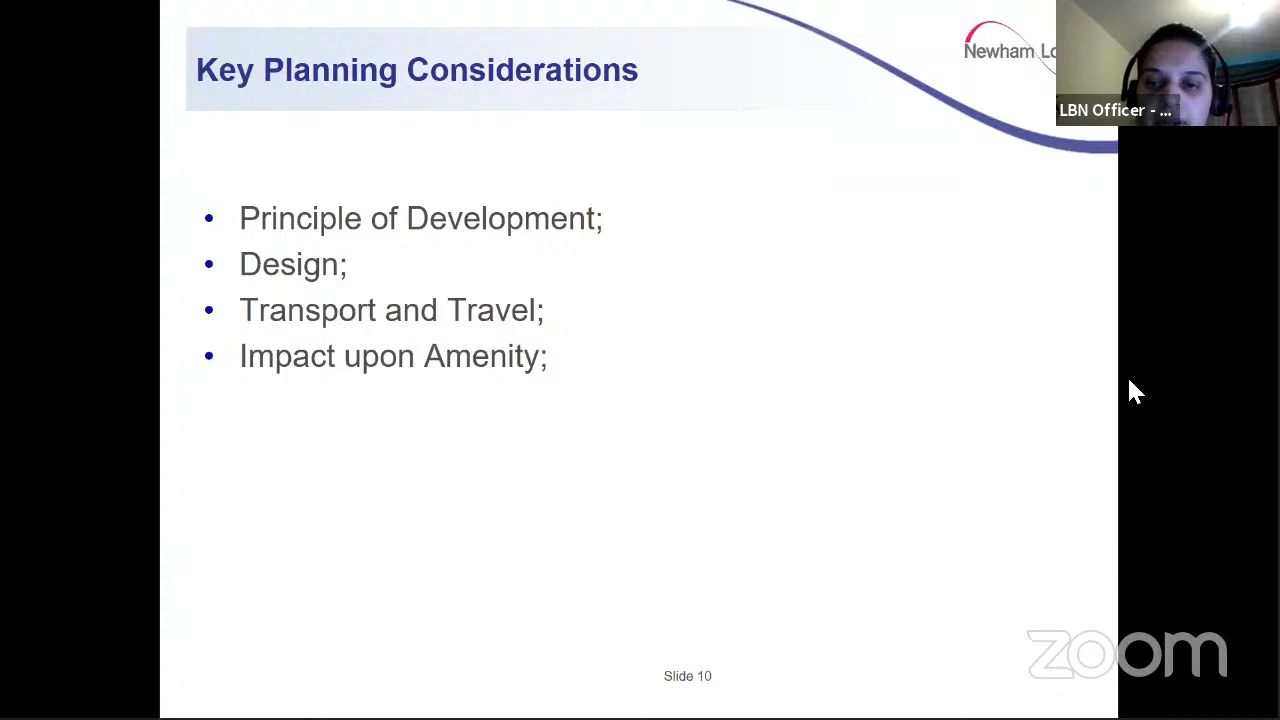 Key Planning Considerations
Newham
LBN Officer - ...
• Principle of Development;
• Design;
• Transport and Travel;
• Impact upon Amenity;
zoom
Slide 10